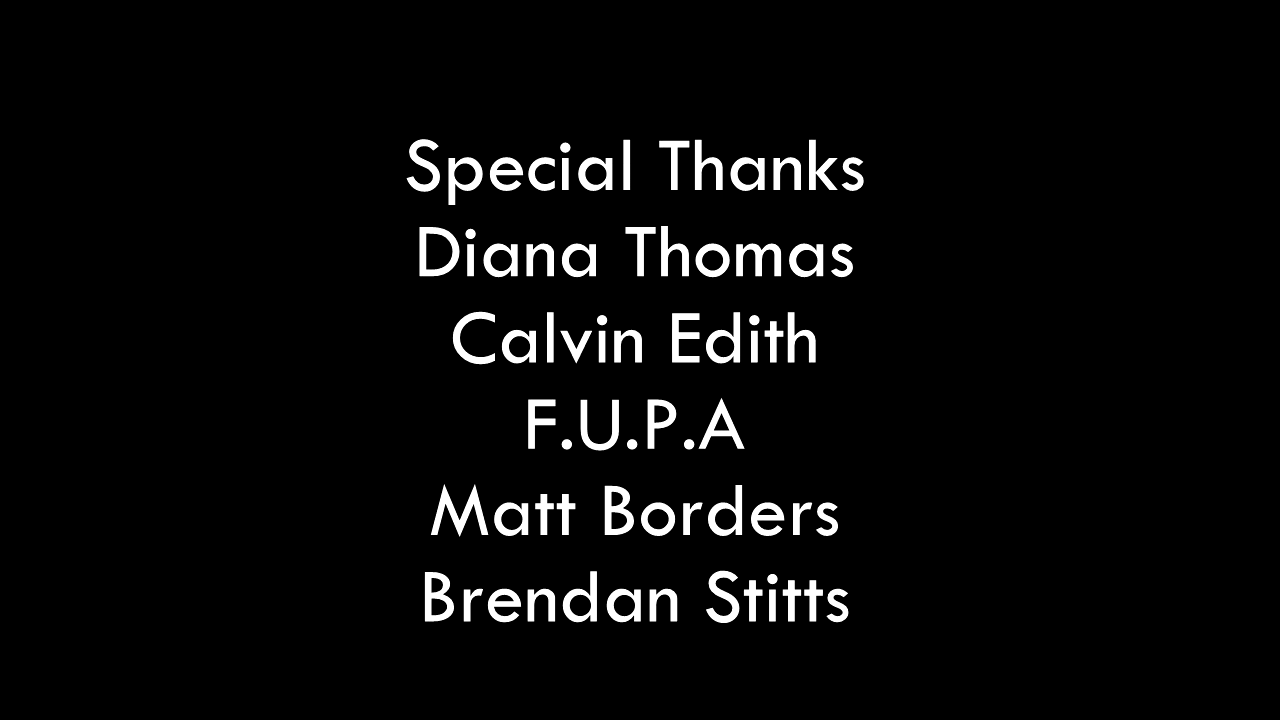 Special Thanks
Diana Thomas
Calvin Edith
F.U.P.A
Matt Borders
Brendan Stitts